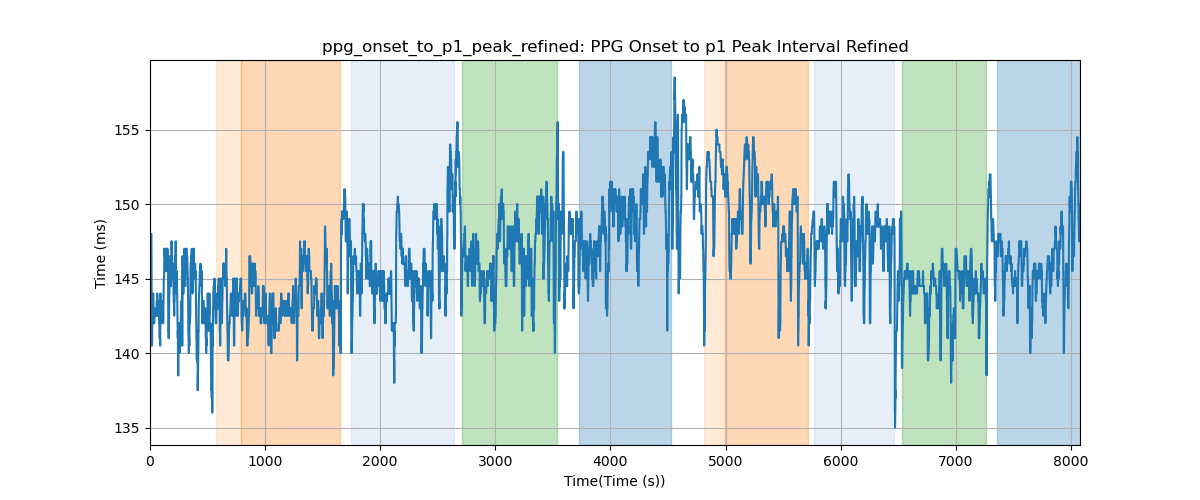 ppg_onset_to_p1_peak_refined: PPG Onset to p1 Peak Interval Refined
Time (ms)
155
150
145
140
135
0 1000 2000 3000 4000 5000 6000 7000 8000
Time(Time (s))